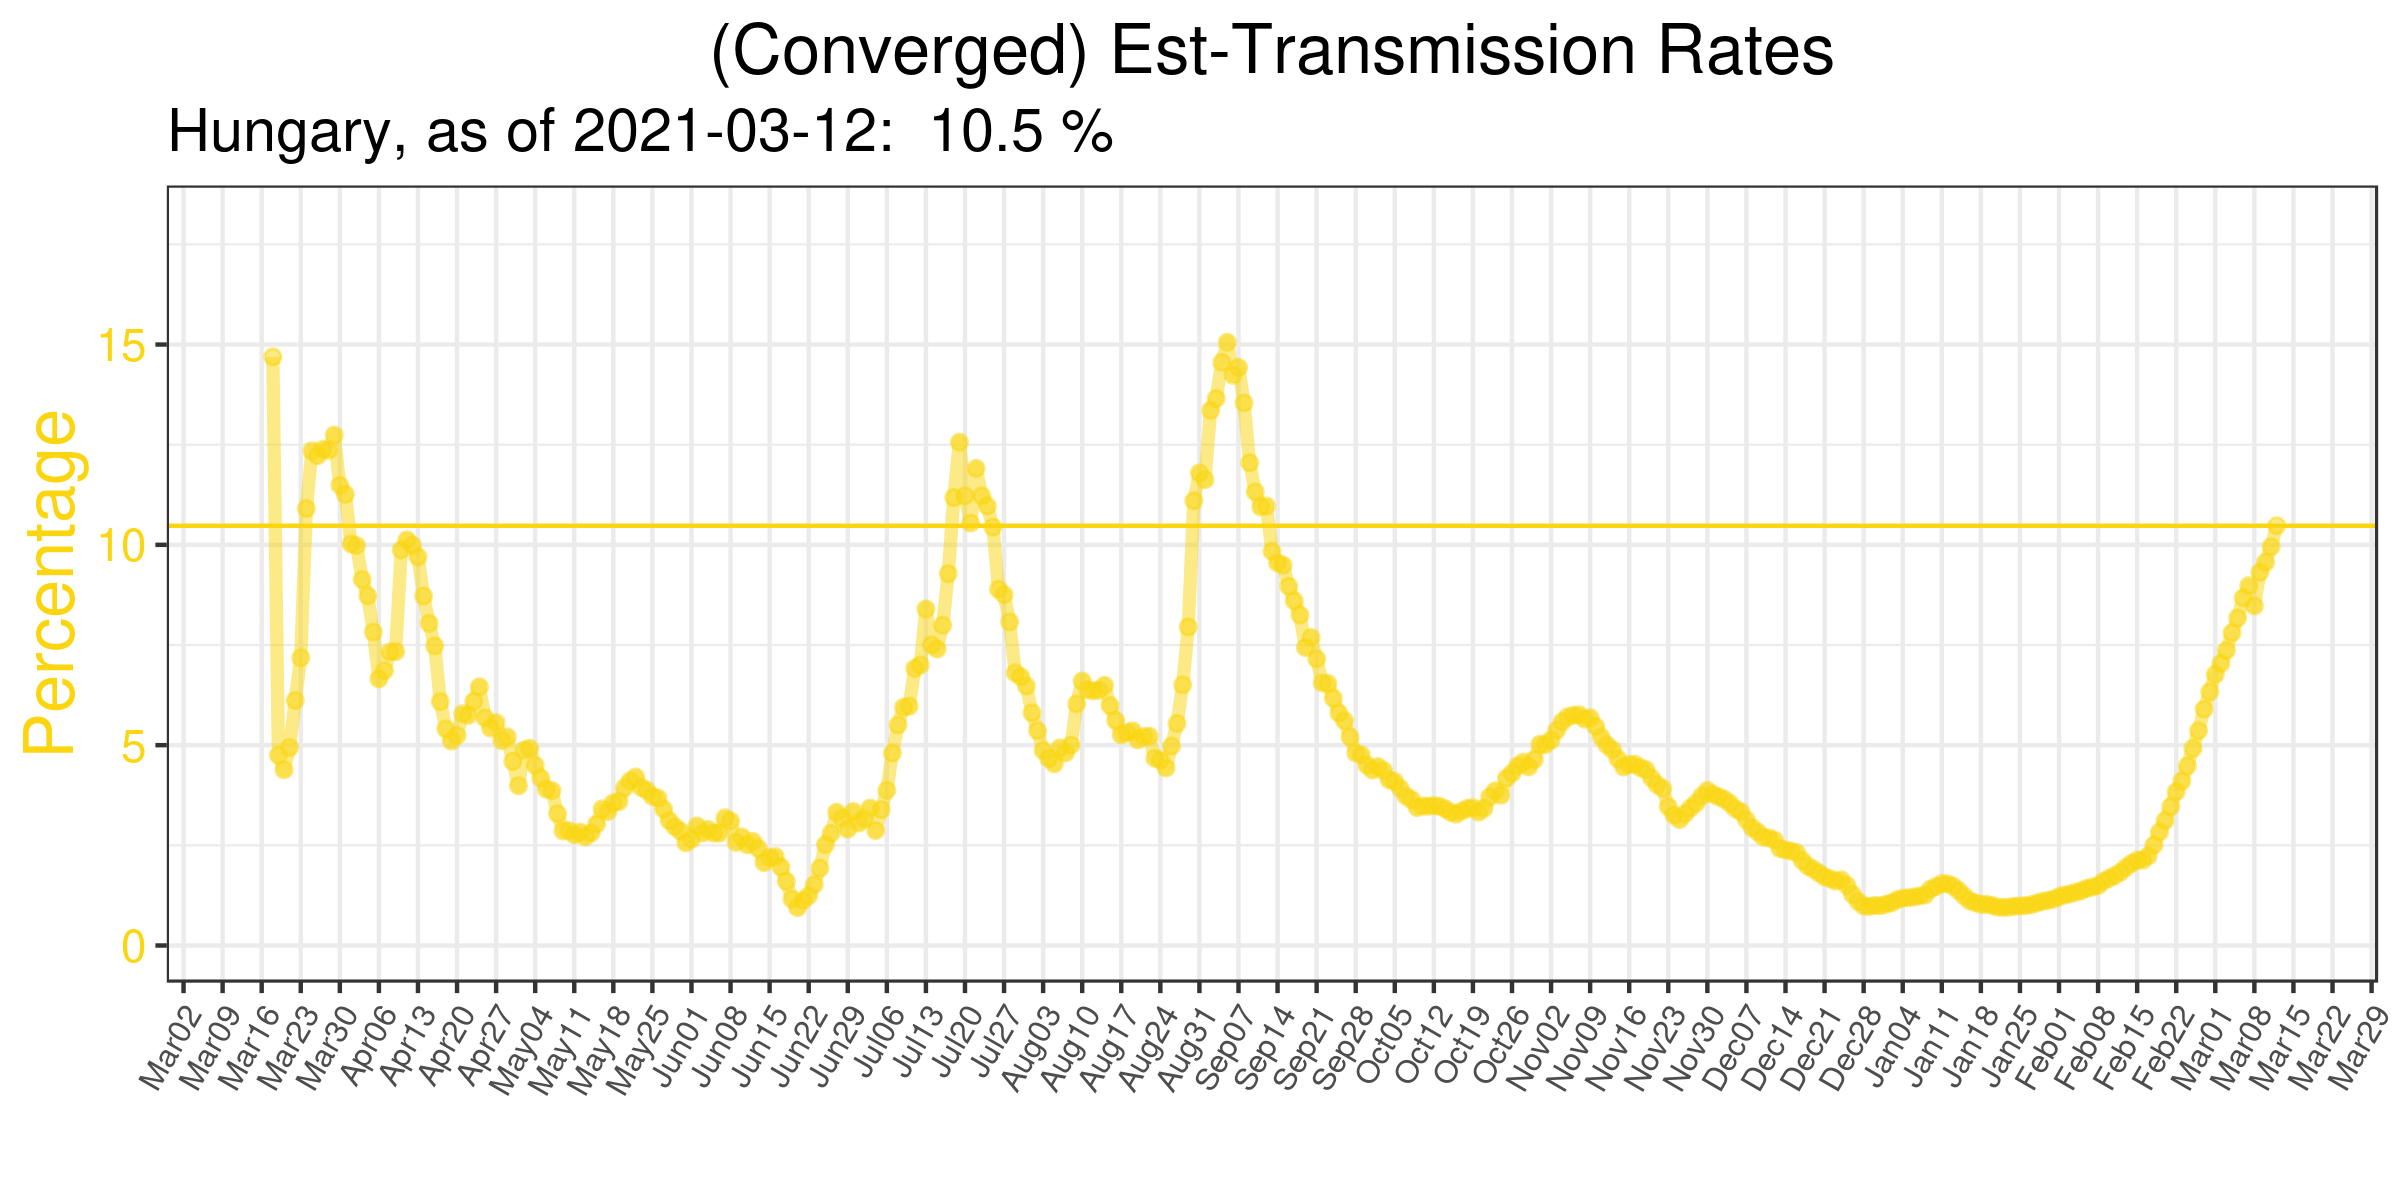 (Converged) Est-Transmission Rates
Hungary, as of 2021-03-12:  10.5 %
Percentage
15
10
5
0
Mar02
Mar09
Mar16
Mar23
Mar30
Apr06
Apr13
Apr20
Apr27
May04
May11
May18
May25
Jun01
Jun08
Jun15
Jun22
Jun29
Jul06
Jul13
Jul20
Jul27
Aug03
Aug10
Aug17
Aug24
Aug31
Sep07
Sep14
Sep21
Sep28
Oct05
Oct12
Oct19
Oct26
Nov02
Nov09
Nov16
Nov23
Nov30
Dec07
Dec14
Dec21
Dec28
Jan04
Jan11
Jan18
Jan25
Feb01
Feb08
Feb15
Feb22
Mar01
Mar08
Mar15
Mar22
Mar29